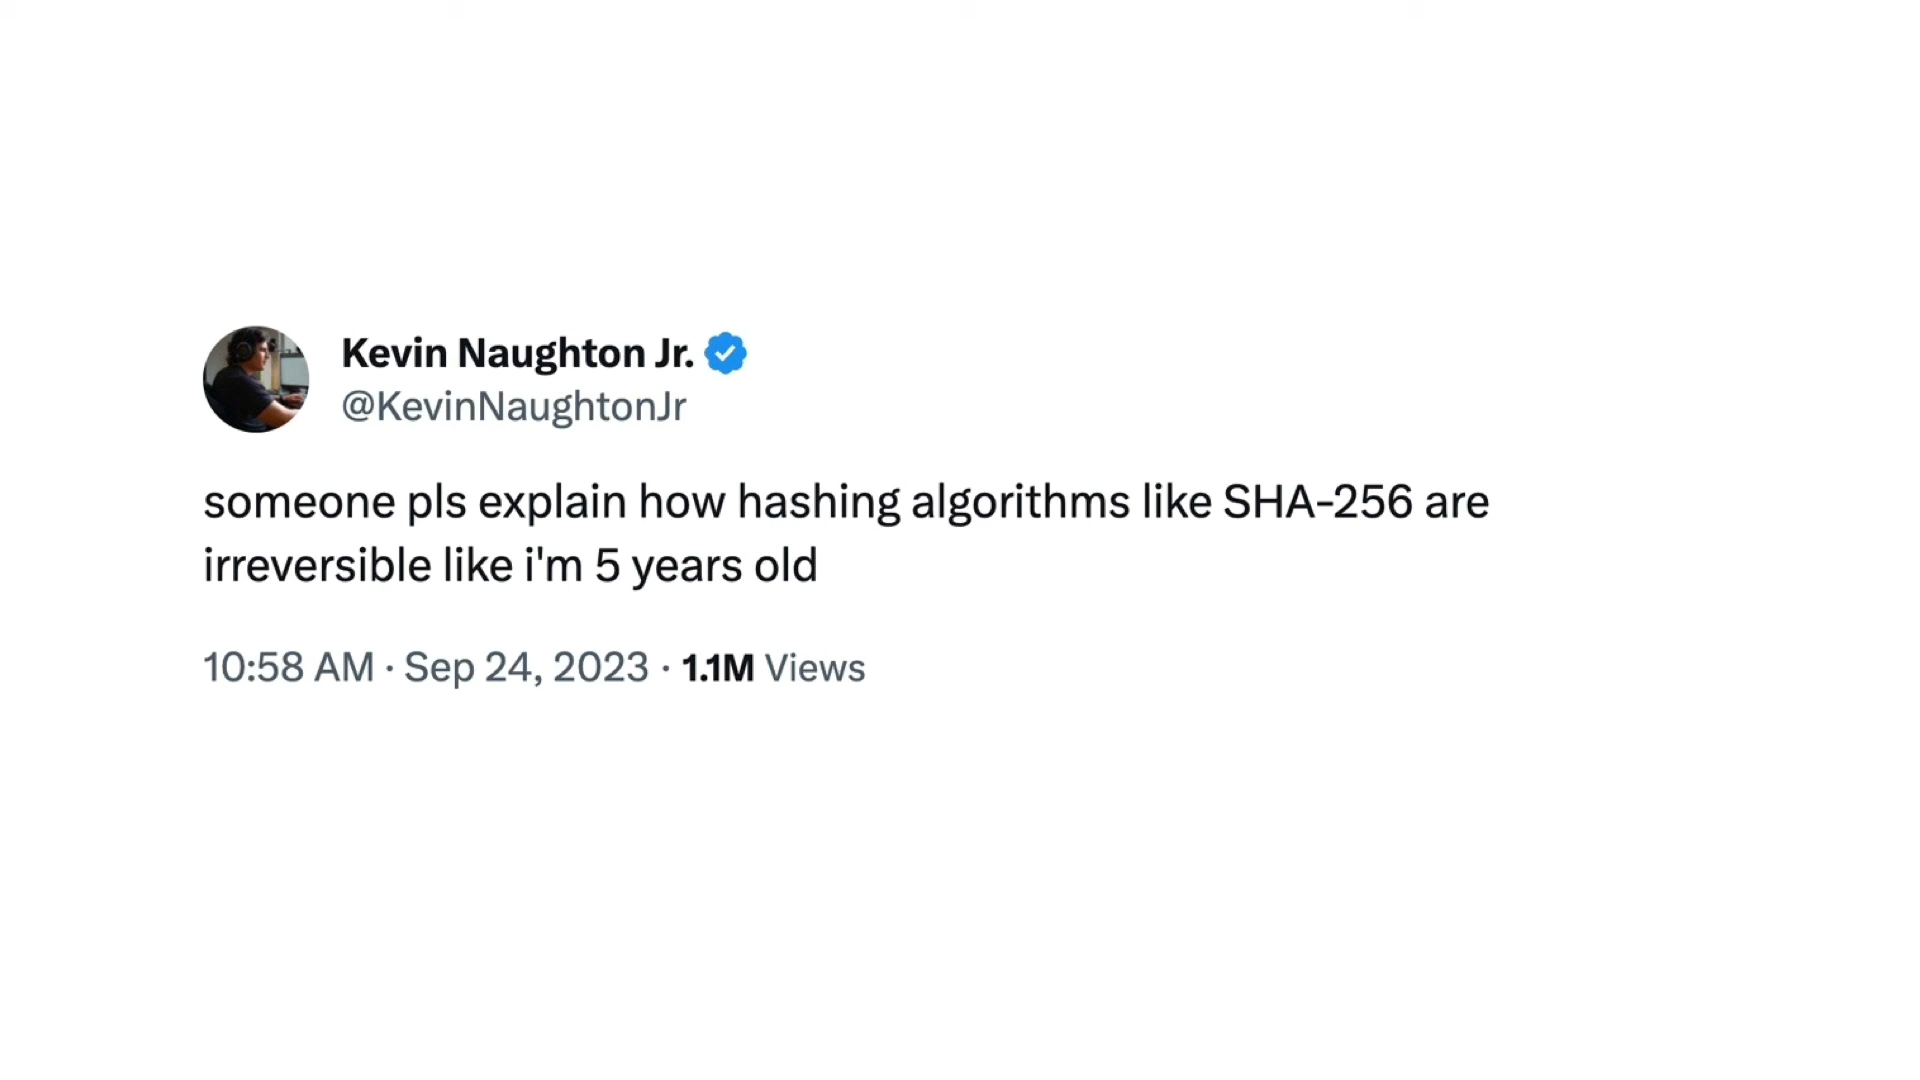 Kevin Naughton Jr.
@KevinNaughtonJr
someone pls explain how hashing algorithms like SHA-256 are
irreversible like i'm 5 years old
10:58 AM · Sep 24, 2023 · 1.1M Views